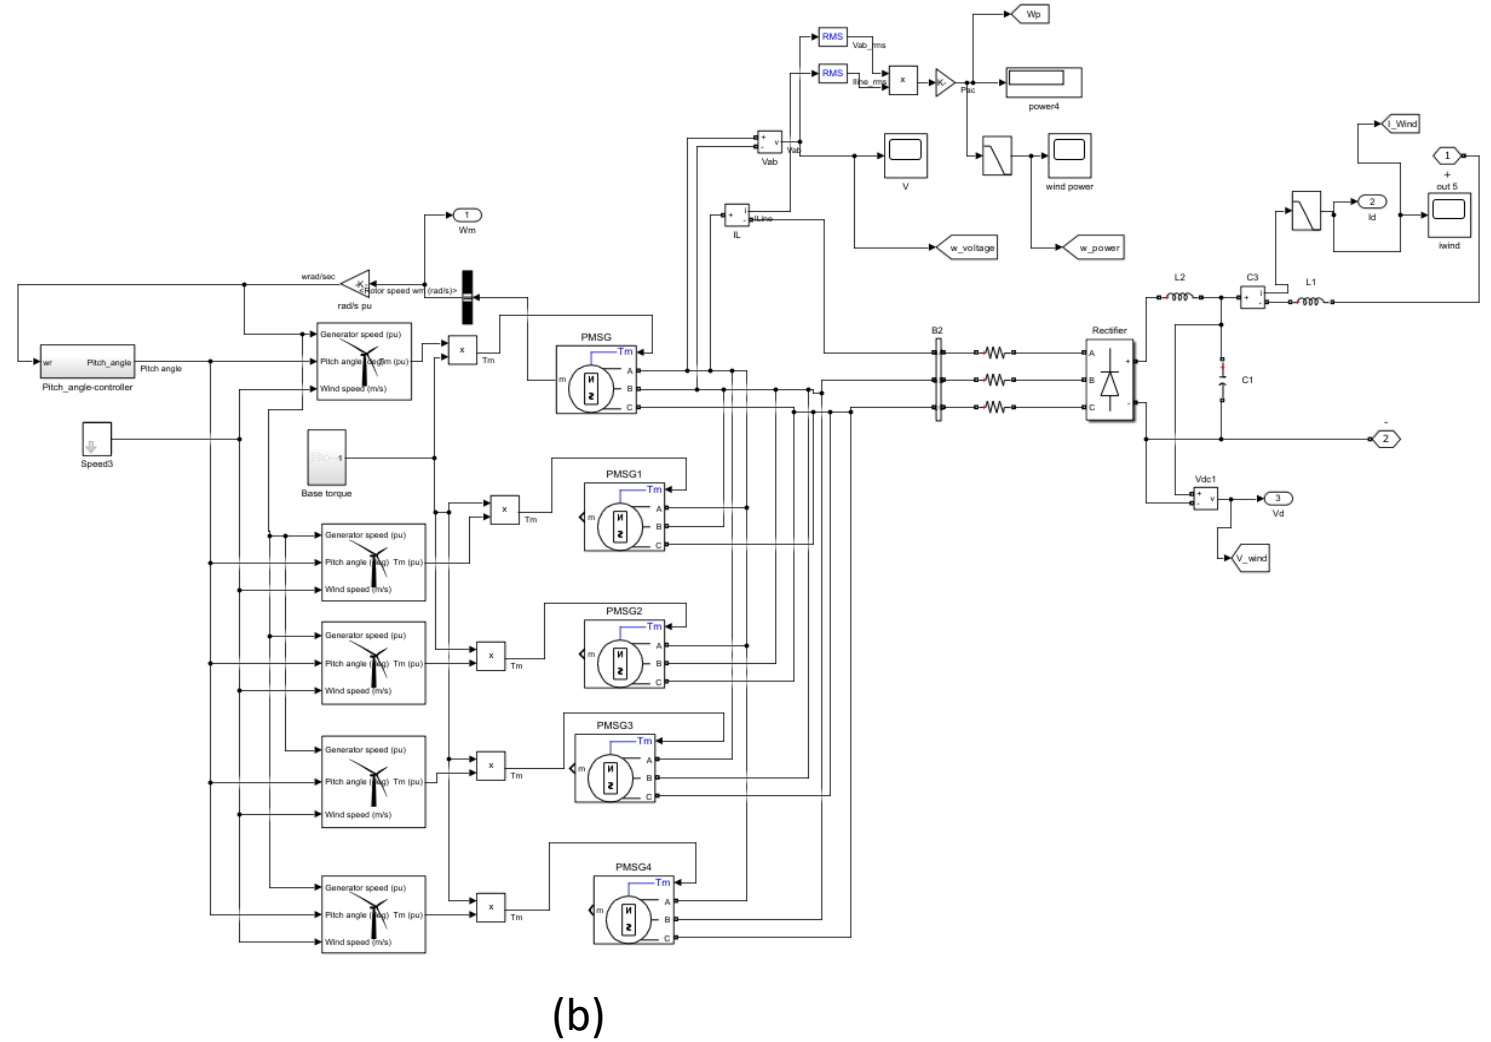 Wp
RMS
Vab_rms
RMS
Iline_rms
x
K-
Pac
power4
I_Wind
+
-
v
Vab
Vab
V
wind power
1
+
out 5
2
Id
iwind
1
Wm
+
i
-
ILine
IL
w_voltage
w_power
wrad/sec
-K-
<Rotor speed wm (rad/s)>
rad/s pu
L2
C3
+
i
-
L1
wr
Pitch_angle
Pitch angle
Pitch_angle-controller
Generator speed (pu)
Pitch angle (deg)
Tm (pu)
Wind speed (m/s)
x
Tm
PMSG
Tm
m
N
S
A
B
C
B2
Rectifier
A
B
C
+
-
C1
-
2
Speed3
1
Base torque
Vdc1
+
-
v
3
Vd
V_wind
x
Tm
PMSG1
Tm
m
N
S
A
B
C
Generator speed (pu)
Pitch angle (deg)
Tm (pu)
Wind speed (m/s)
PMSG2
Tm
m
N
S
A
B
C
Generator speed (pu)
Pitch angle (deg)
Tm (pu)
Wind speed (m/s)
x
Tm
PMSG3
Tm
m
N
S
A
B
C
Generator speed (pu)
Pitch angle (deg)
Tm (pu)
Wind speed (m/s)
x
Tm
PMSG4
Tm
m
N
S
A
B
C
Generator speed (pu)
Pitch angle (deg)
Tm (pu)
Wind speed (m/s)
x
Tm
(b)